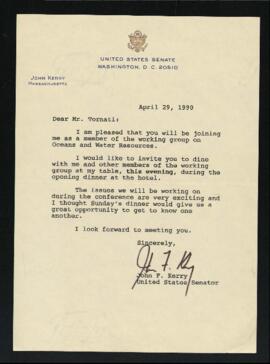 UNITED STATES SENATE
WASHINGTON, D. C. 20510
JOHN KERRY
MASSACHUSETTS
April 29, 1990
Dear Mr. Tornati:
I am pleased that you will be joining
me as a member of the working group on
Oceans and Water Resources.
I would like to invite you to dine
with me and other members of the working
group at my table, this evening, during the
opening dinner at the hotel.
The issues we will be working on
during the conference are very exciting and
I thought Sunday's dinner would give us a
great opportunity to get to know one
another.
I look forward to meeting you.
Sincerely,
John F. Kerry
John F. Kerry
United States Senator